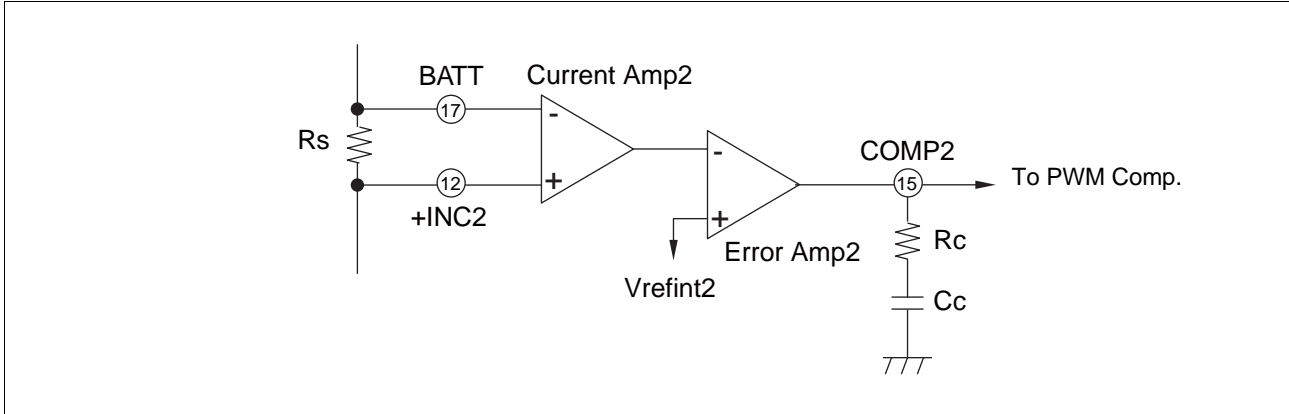 BATT
Current Amp2
17
-
Rs
-
COMP2
12
+
15
To PWM Comp.
+INC2
+
Rc
Error Amp2
Vrefint2
Cc